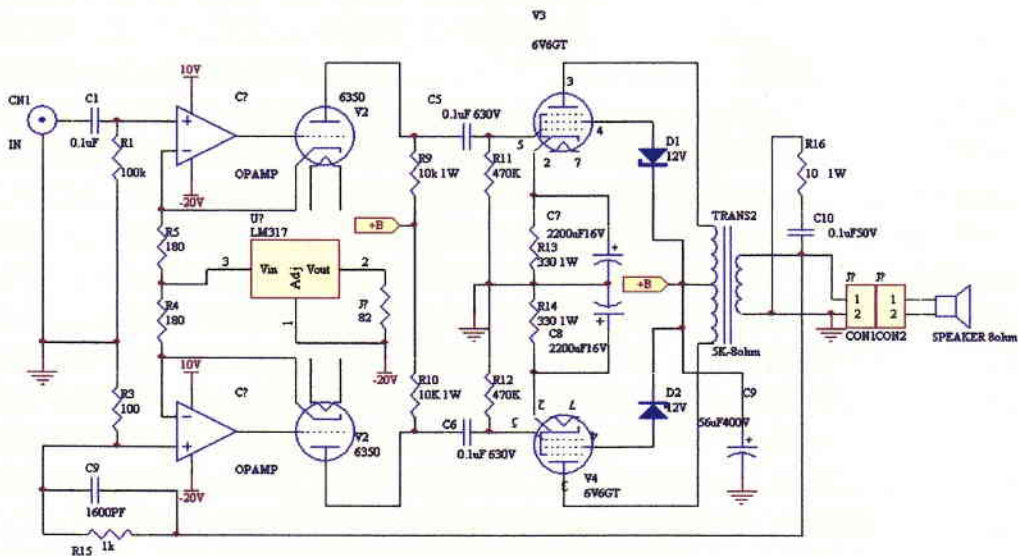 V3
6V6GT
10V
CN1
C1
C?
6350
V2
C5
0.1uF 630V
3
5
4
2
7
D1
12V
R16
10 1W
IN
0.1uF
R1
100k
OPAMP
-20V
R9
10k 1W
R11
470K
C10
0.1uF50V
U?
LM317
+B
C7
2200uF16V
TRANS2
R5
180
3
Vin
Adj
Vout
2
R13
330 1W
+B
J?
J?
1
2
1
2
R4
180
1
J?
82
R14
330 1W
C8
2200uF16V
5K-8ohm
CON1
CON2
SPEAKER 8ohm
10V
-20V
R3
100
C?
R10
10K 1W
R12
470K
D2
12V
C9
56uF400V
2
7
5
4
3
V2
6350
C6
0.1uF 630V
OPAMP
-20V
V4
6V6GT
C9
1600PF
R15
1k